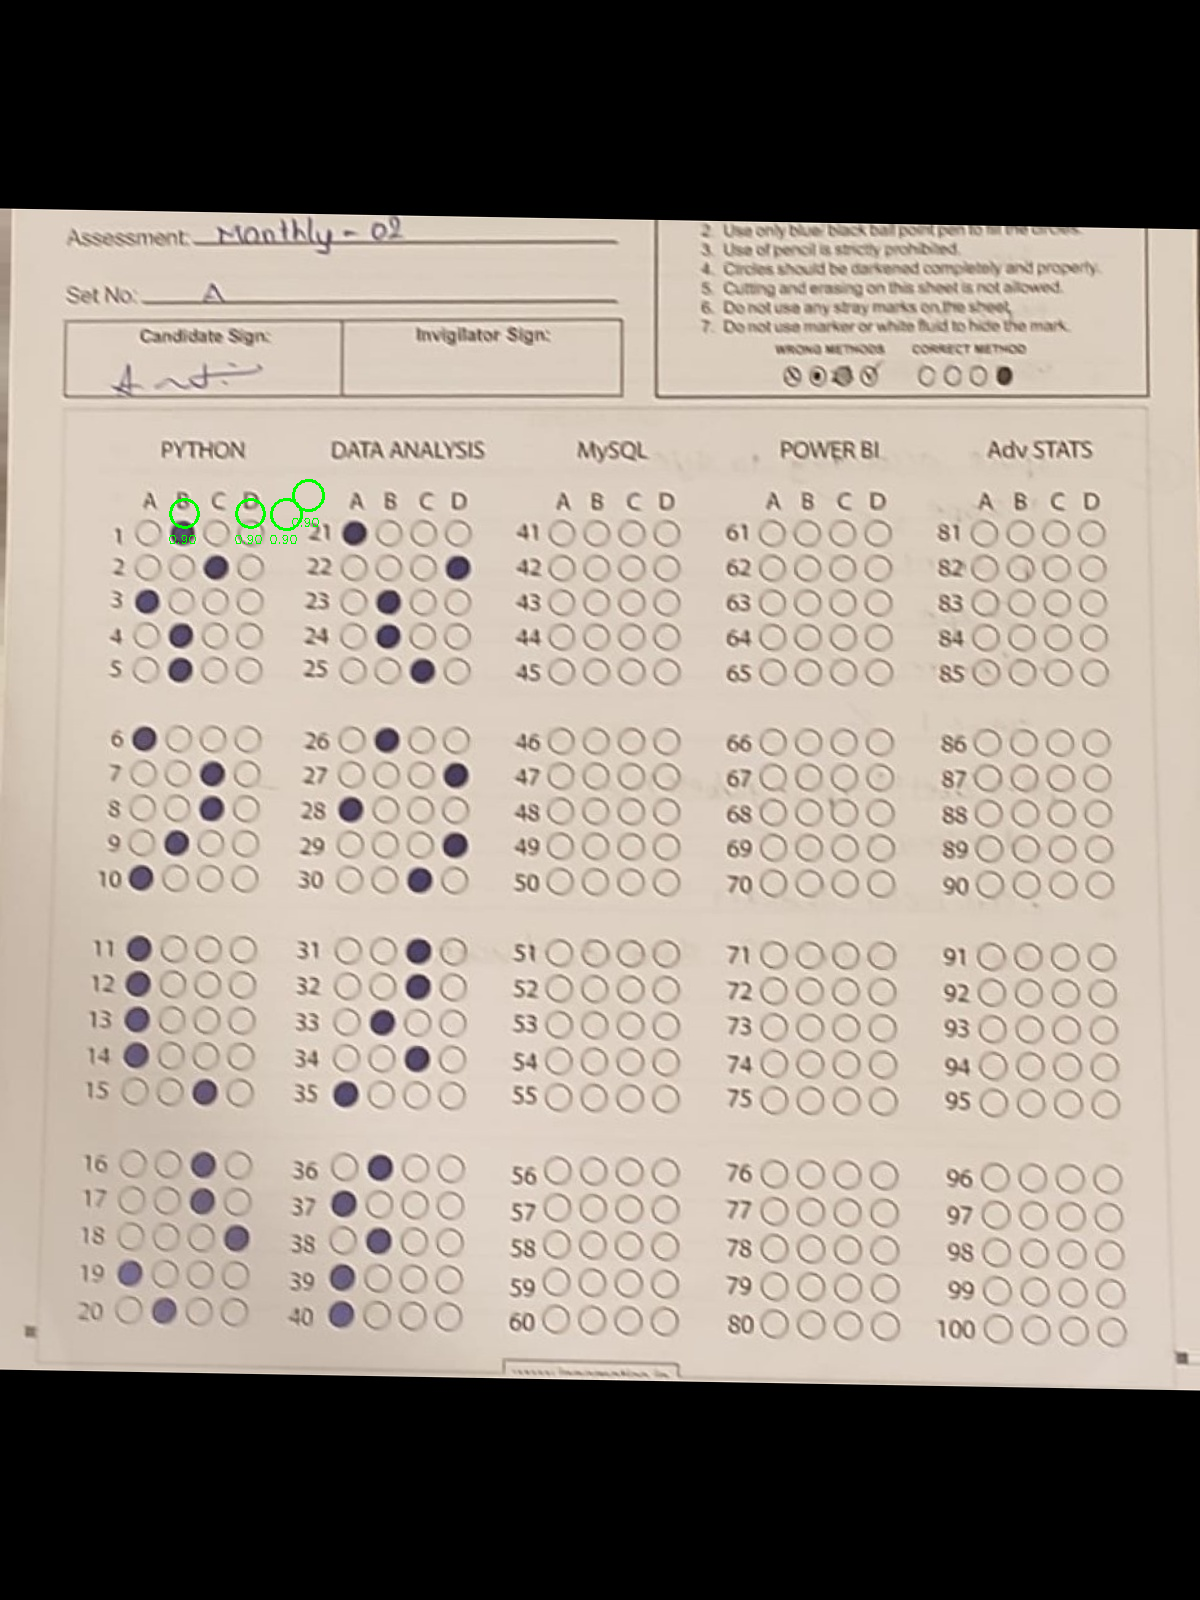 Assessment: Monthly - 02
Set No: A
Candidate Sign: Invigilator Sign:
2. Use only blue/ black ball point pen to fill the circles.
3. Use of pencil is strictly prohibited.
4. Circles should be darkened completely and properly.
5. Cutting and erasing on this sheet is not allowed.
6. Do not use any stray marks on the sheet.
7. Do not use marker or white fluid to hide the mark.
WRONG METHODS CORRECT METHOD
PYTHON DATA ANALYSIS MySQL POWER BI Adv STATS
A B C D A B C D A B C D A B C D A B C D
0.90 0.90 0.90 0.90
1 21 41 61 81
2 22 42 62 82
3 23 43 63 83
4 24 44 64 84
5 25 45 65 85
6 26 46 66 86
7 27 47 67 87
8 28 48 68 88
9 29 49 69 89
10 30 50 70 90
11 31 51 71 91
12 32 52 72 92
13 33 53 73 93
14 34 54 74 94
15 35 55 75 95
16 36 56 76 96
17 37 57 77 97
18 38 58 78 98
19 39 59 79 99
20 40 60 80 100